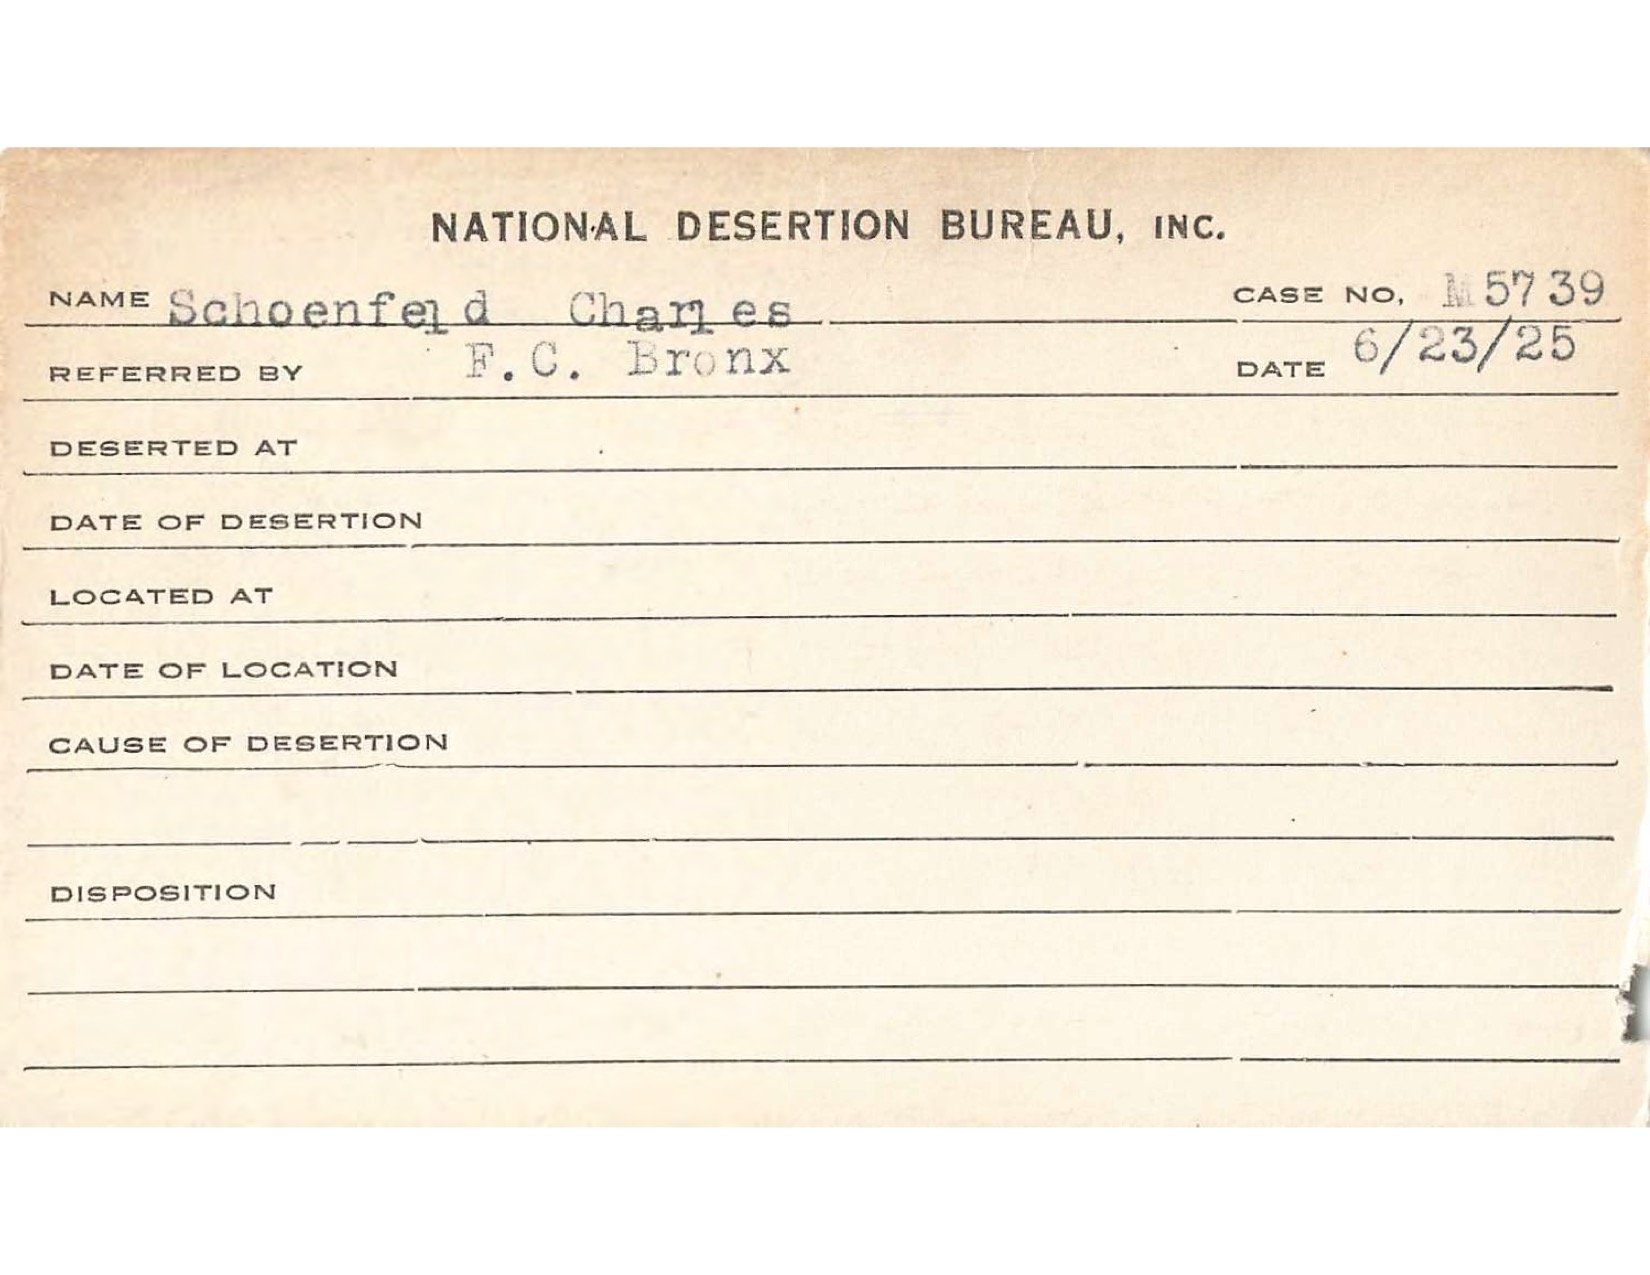 NATIONAL DESERTION BUREAU, INC.
NAME Schoenfeld Charles CASE NO. M5739
REFERRED BY F.C. Bronx DATE 6/23/25
DESERTED AT
DATE OF DESERTION
LOCATED AT
DATE OF LOCATION
CAUSE OF DESERTION
DISPOSITION